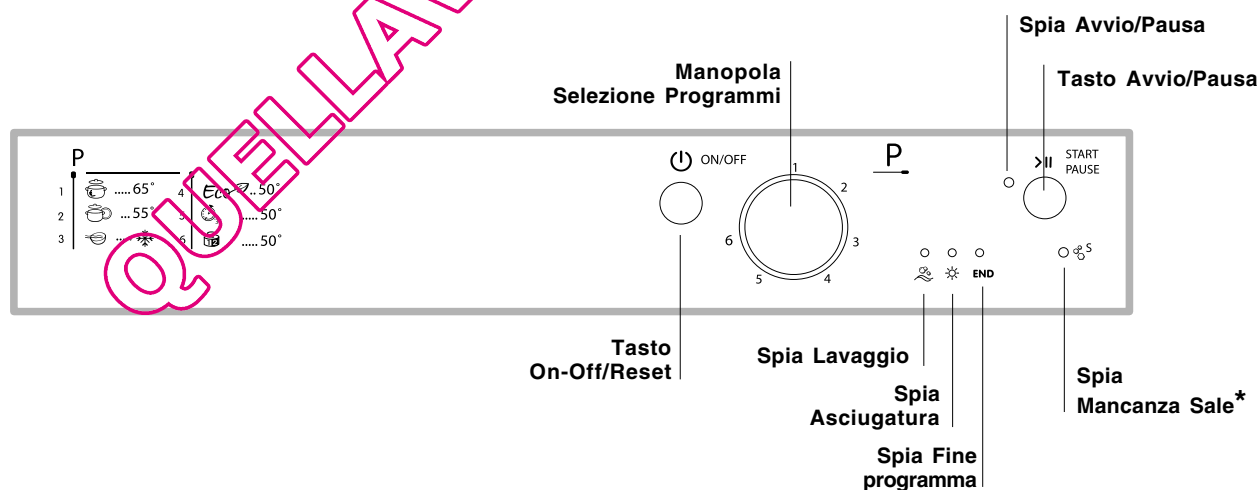 Spia Avvio/Pausa
Manopola
Selezione Programmi
Tasto Avvio/Pausa
P
1 ..... 65°
2 ... 55°
3 .....
4 Eco .. 50°
5 ..... 50°
6 ..... 50°
ON/OFF
1
2
3
4
5
6
P
START
PAUSE
END
S
Tasto
On-Off/Reset
Spia Lavaggio
Spia
Asciugatura
Spia Fine
programma
Spia
Mancanza Sale*